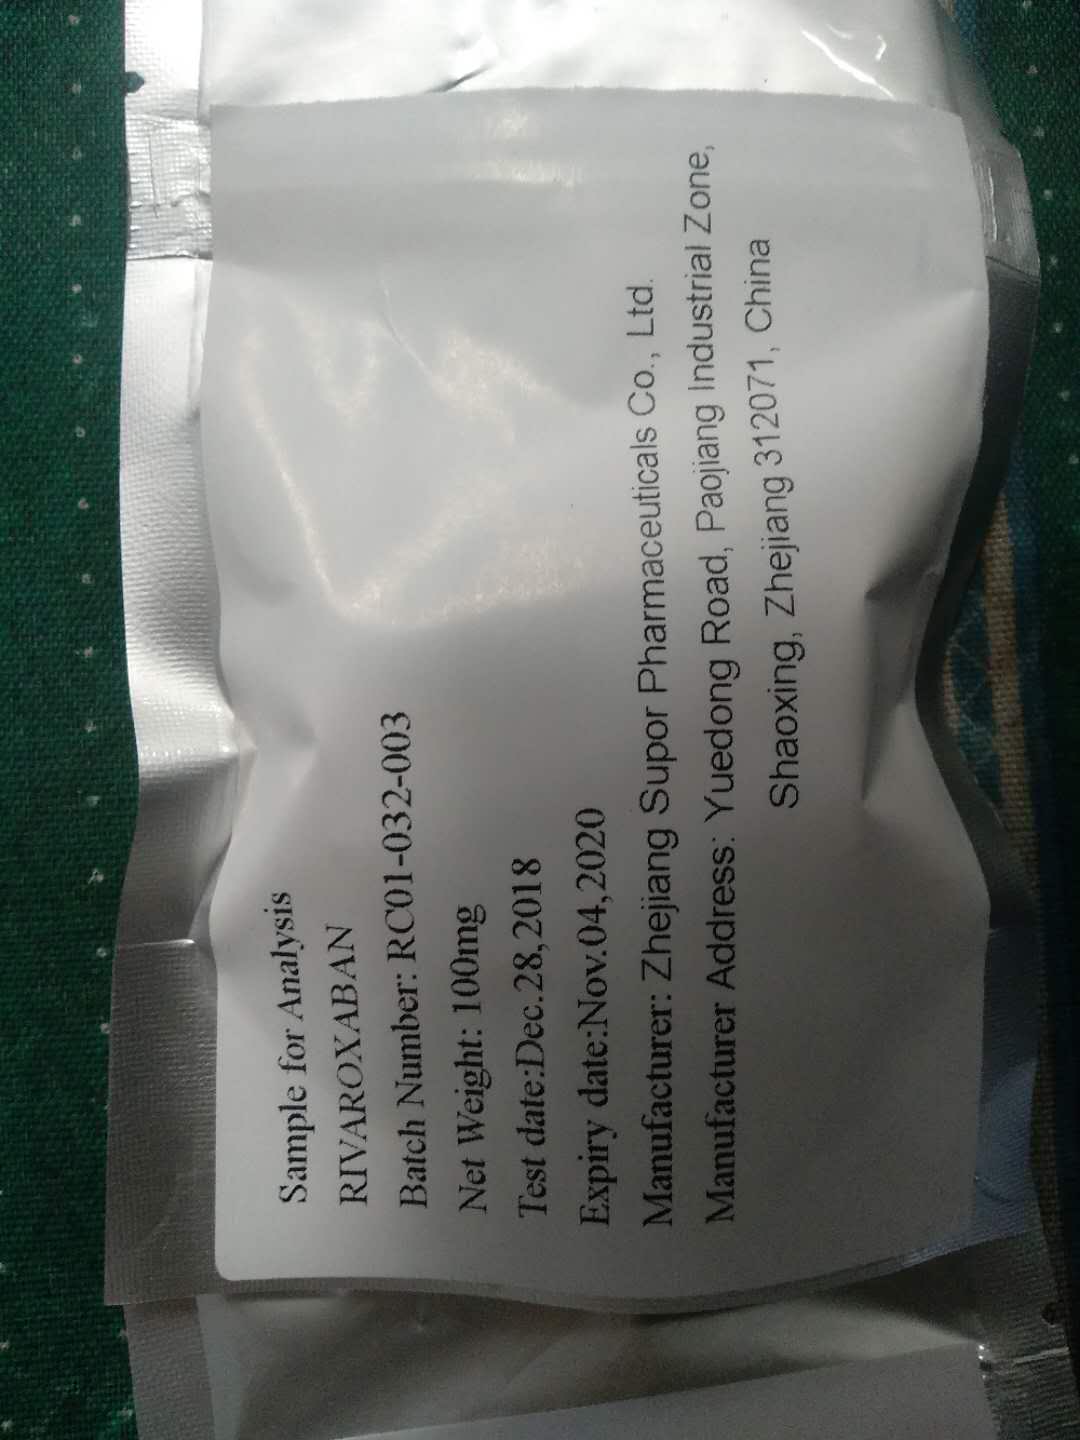 Sample for Analysis
RIVAROXABAN
Batch Number: RC01-032-003
Net Weight: 100mg
Test date:Dec.28,2018
Expiry date:Nov.04,2020
Manufacturer: Zhejiang Supor Pharmaceuticals Co., Ltd.
Manufacturer Address: Yuedong Road, Paojiang Industrial Zone,
Shaoxing, Zhejiang 312071, China